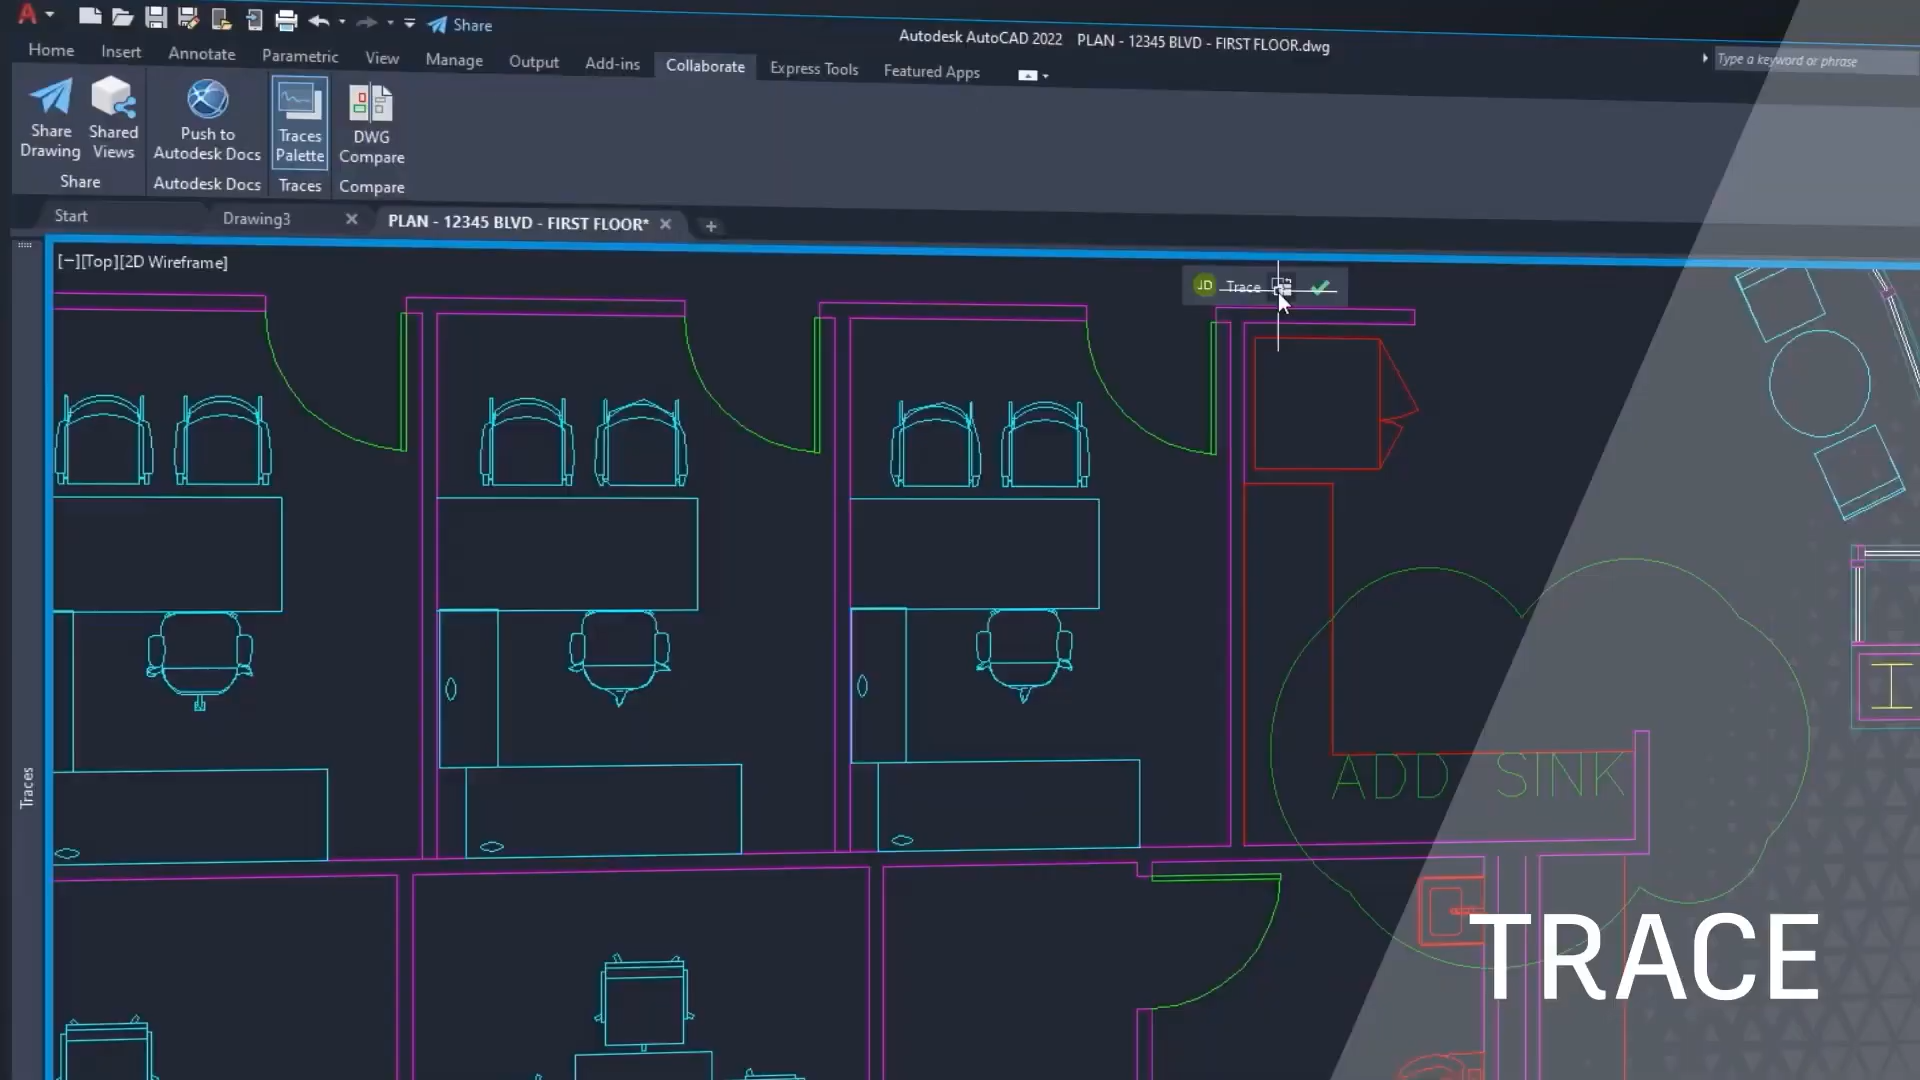 Share
Autodesk AutoCAD 2022 PLAN - 12345 BLVD - FIRST FLOOR.dwg
Type a keyword or phrase
Home Insert Annotate Parametric View Manage Output Add-ins Collaborate Express Tools Featured Apps
Share Drawing
Shared Views
Push to Autodesk Docs
Traces Palette
DWG Compare
Share Autodesk Docs Traces Compare
Start Drawing3 PLAN - 12345 BLVD - FIRST FLOOR*
[−][Top][2D Wireframe]
JD Trace
Traces
ADD SINK
TRACE